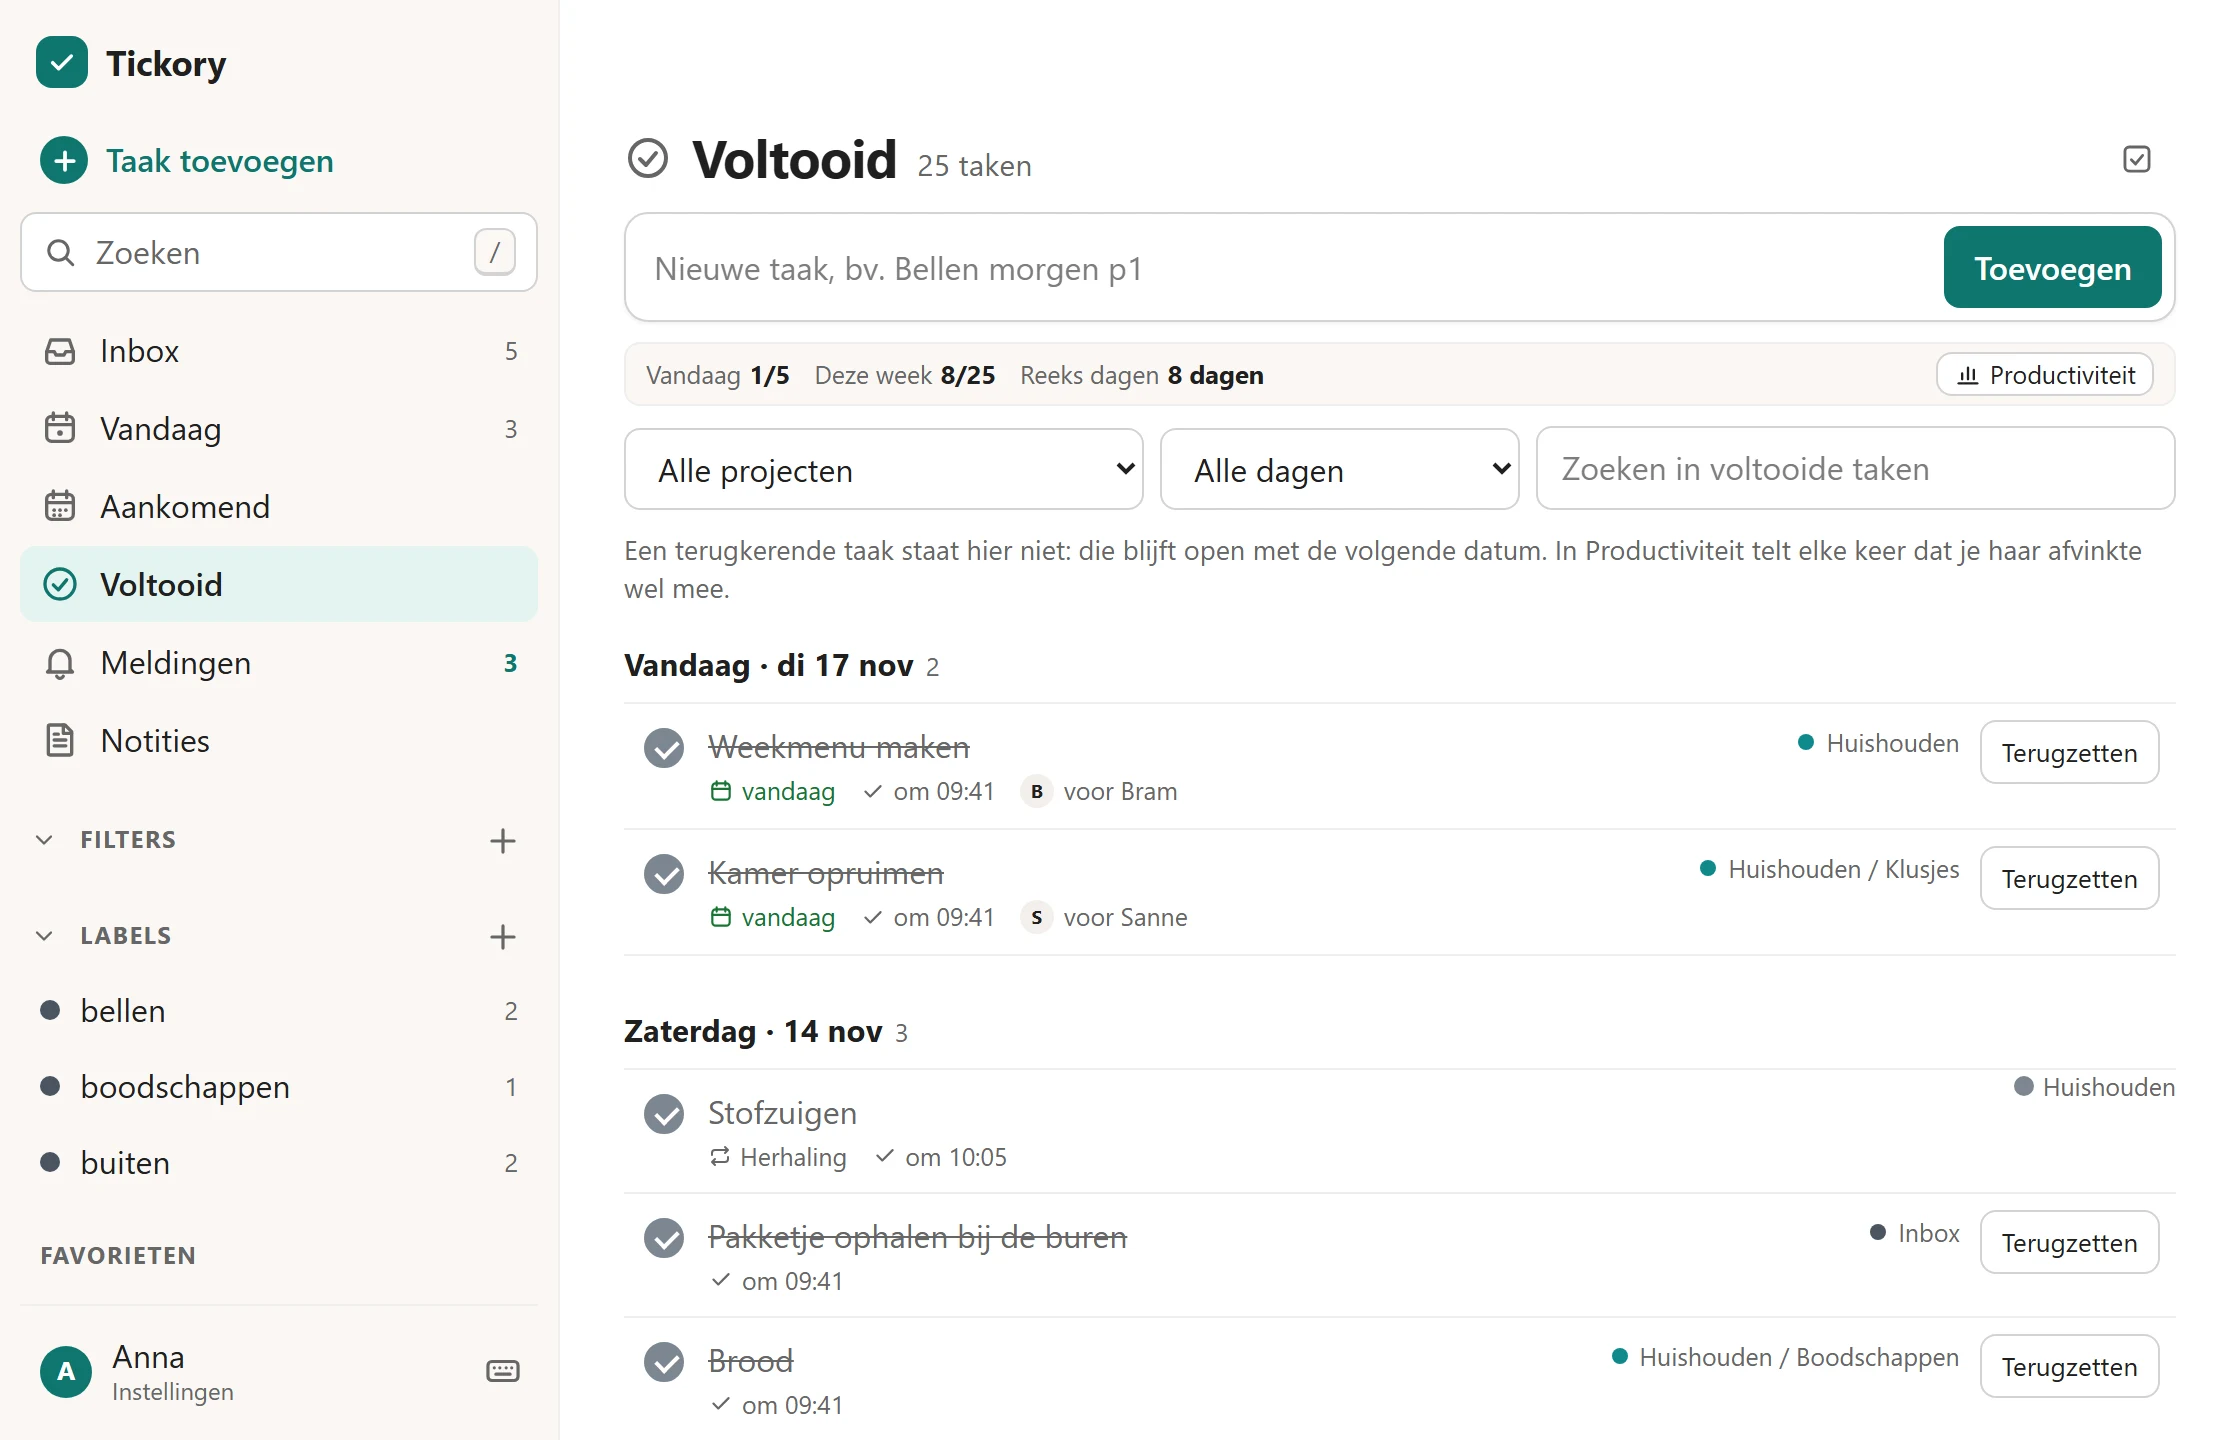 Tickory
Taak toevoegen
Zoeken /
Inbox 5
Vandaag 3
Aankomend
Voltooid
Meldingen 3
Notities
FILTERS
LABELS
bellen 2
boodschappen 1
buiten 2
FAVORIETEN
A Anna
Instellingen
Voltooid 25 taken
Nieuwe taak, bv. Bellen morgen p1 Toevoegen
Vandaag 1/5 Deze week 8/25 Reeks dagen 8 dagen Productiviteit
Alle projecten Alle dagen Zoeken in voltooide taken
Een terugkerende taak staat hier niet: die blijft open met de volgende datum. In Productiviteit telt elke keer dat je haar afvinkte
wel mee.
Vandaag · di 17 nov 2
Weekmenu maken Huishouden Terugzetten
vandaag om 09:41 B voor Bram
Kamer opruimen Huishouden / Klusjes Terugzetten
vandaag om 09:41 S voor Sanne
Zaterdag · 14 nov 3
Stofzuigen Huishouden
Herhaling om 10:05
Pakketje ophalen bij de buren Inbox Terugzetten
om 09:41
Brood Huishouden / Boodschappen Terugzetten
om 09:41